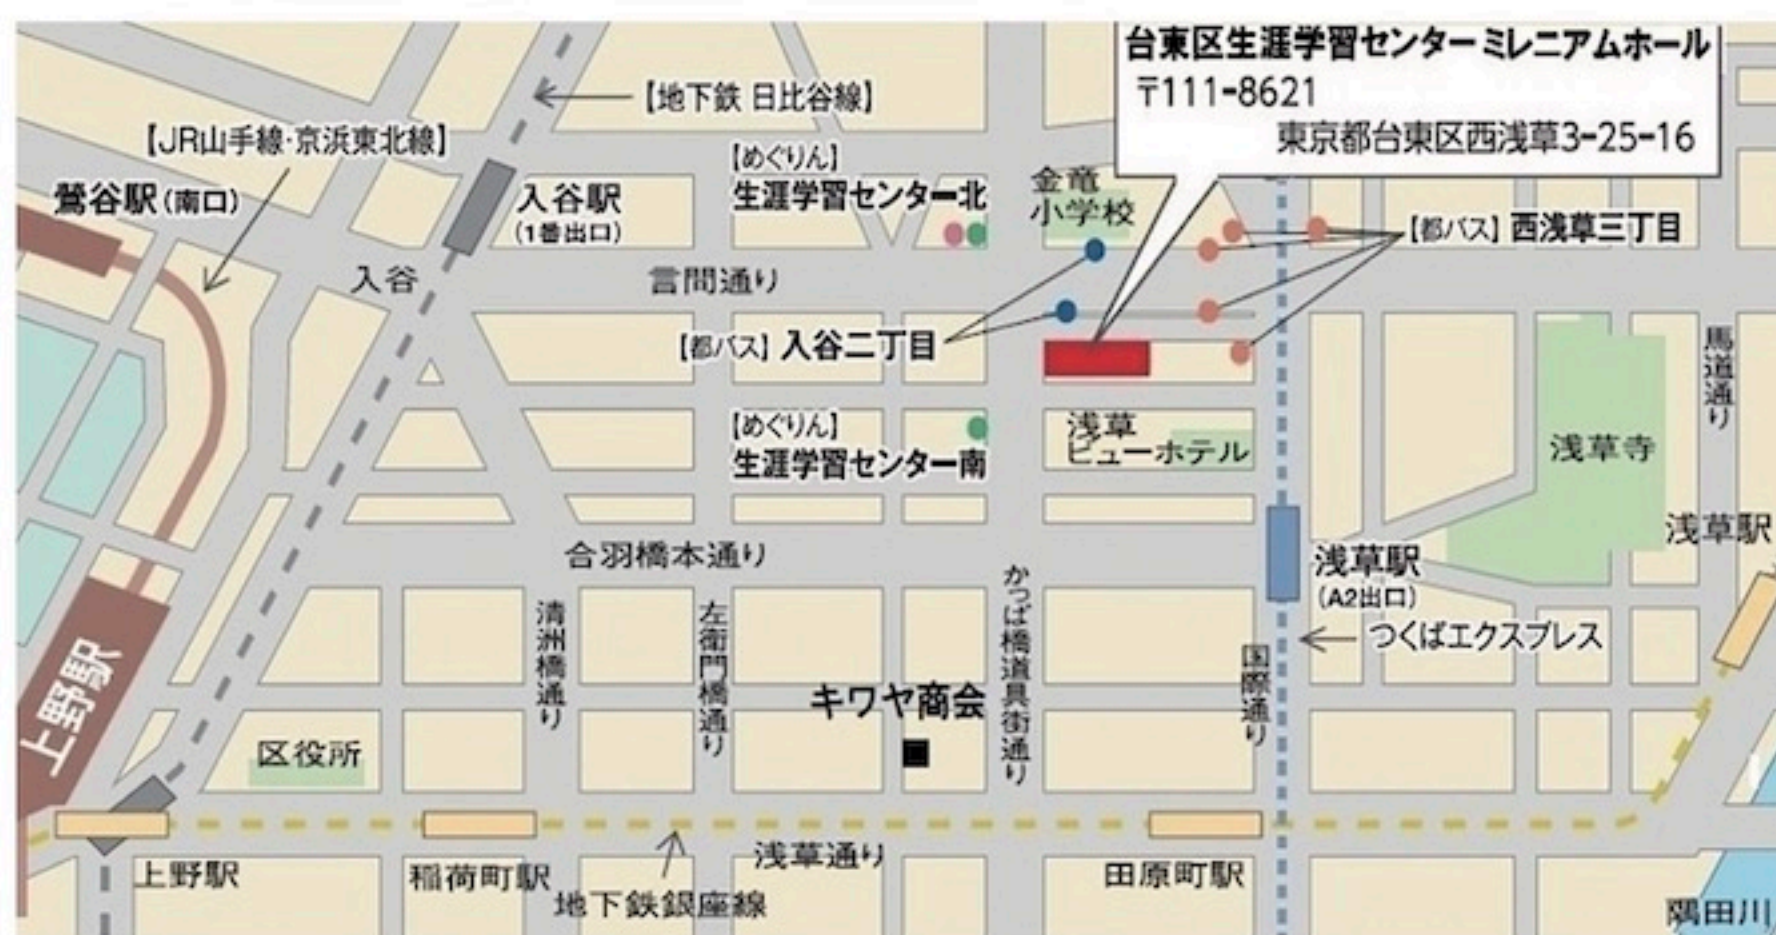 台東区生涯学習センターミレニアムホール
〒111-8621
東京都台東区西浅草3-25-16
【地下鉄 日比谷線】
【JR山手線·京浜東北線】
鶯谷駅（南口）
入谷駅
（1番出口）
【めぐりん】
生涯学習センター北
金竜
小学校
【都バス】 西浅草三丁目
入谷
言問通り
【都バス】 入谷二丁目
馬道通り
【めぐりん】
生涯学習センター南
浅草
ビューホテル
浅草寺
浅草駅
合羽橋本通り
浅草駅
（A2出口）
つくばエクスプレス
清洲橋通り
左衛門橋通り
かっぱ橋道具街通り
国際通り
上野駅
キワヤ商会
区役所
上野駅
稲荷町駅
地下鉄銀座線
浅草通り
田原町駅
隅田川